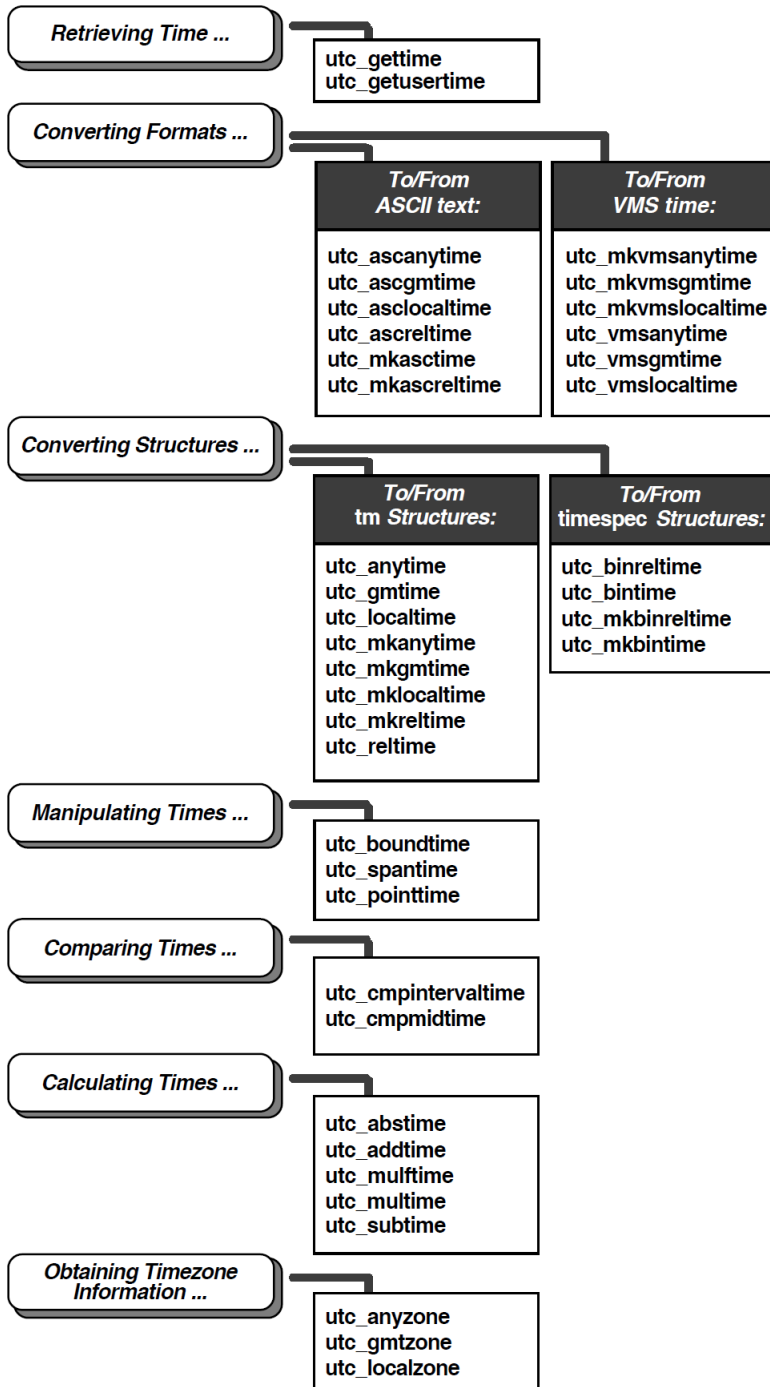 Retrieving Time ...
utc_gettime
utc_getusertime
Converting Formats ...
To/From
ASCII text:
utc_ascanytime
utc_ascgmtime
utc_asclocaltime
utc_ascreltime
utc_mkasctime
utc_mkascreltime
To/From
VMS time:
utc_mkvmsanytime
utc_mkvmsgmtime
utc_mkvmslocaltime
utc_vmsanytime
utc_vmsgmtime
utc_vmslocaltime
Converting Structures ...
To/From
tm Structures:
utc_anytime
utc_gmtime
utc_localtime
utc_mkanytime
utc_mkgmtime
utc_mklocaltime
utc_mkreltime
utc_reltime
To/From
timespec Structures:
utc_binreltime
utc_bintime
utc_mkbinreltime
utc_mkbintime
Manipulating Times ...
utc_boundtime
utc_spantime
utc_pointtime
Comparing Times ...
utc_cmpintervaltime
utc_cmpmidtime
Calculating Times ...
utc_abstime
utc_addtime
utc_mulftime
utc_multime
utc_subtime
Obtaining Timezone
Information ...
utc_anyzone
utc_gmtzone
utc_localzone